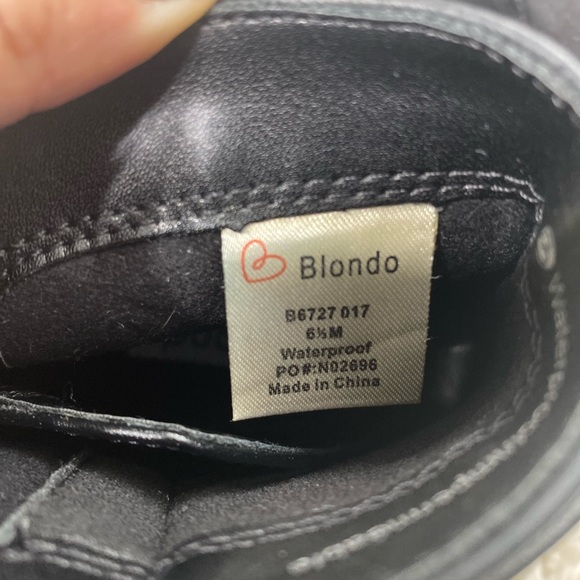 Blondo
B6727 017
6½M
Waterproof
PO#:N02696
Made in China